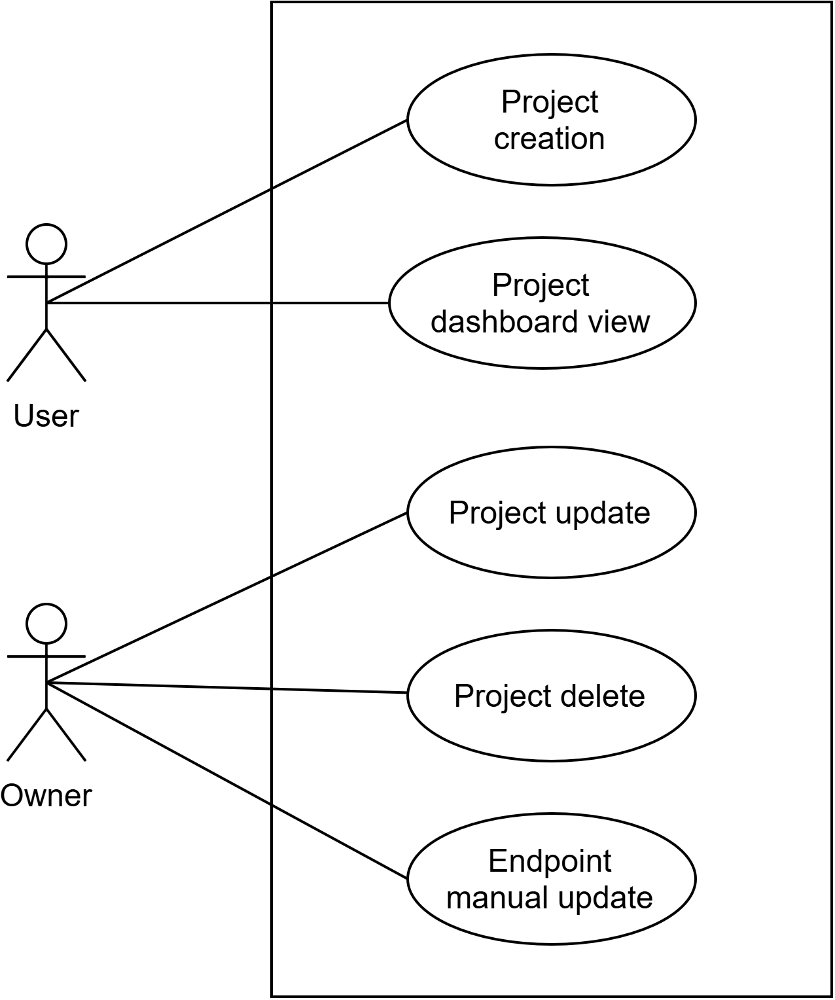 Project
creation
Project
dashboard view
User
Project update
Project delete
Owner
Endpoint
manual update